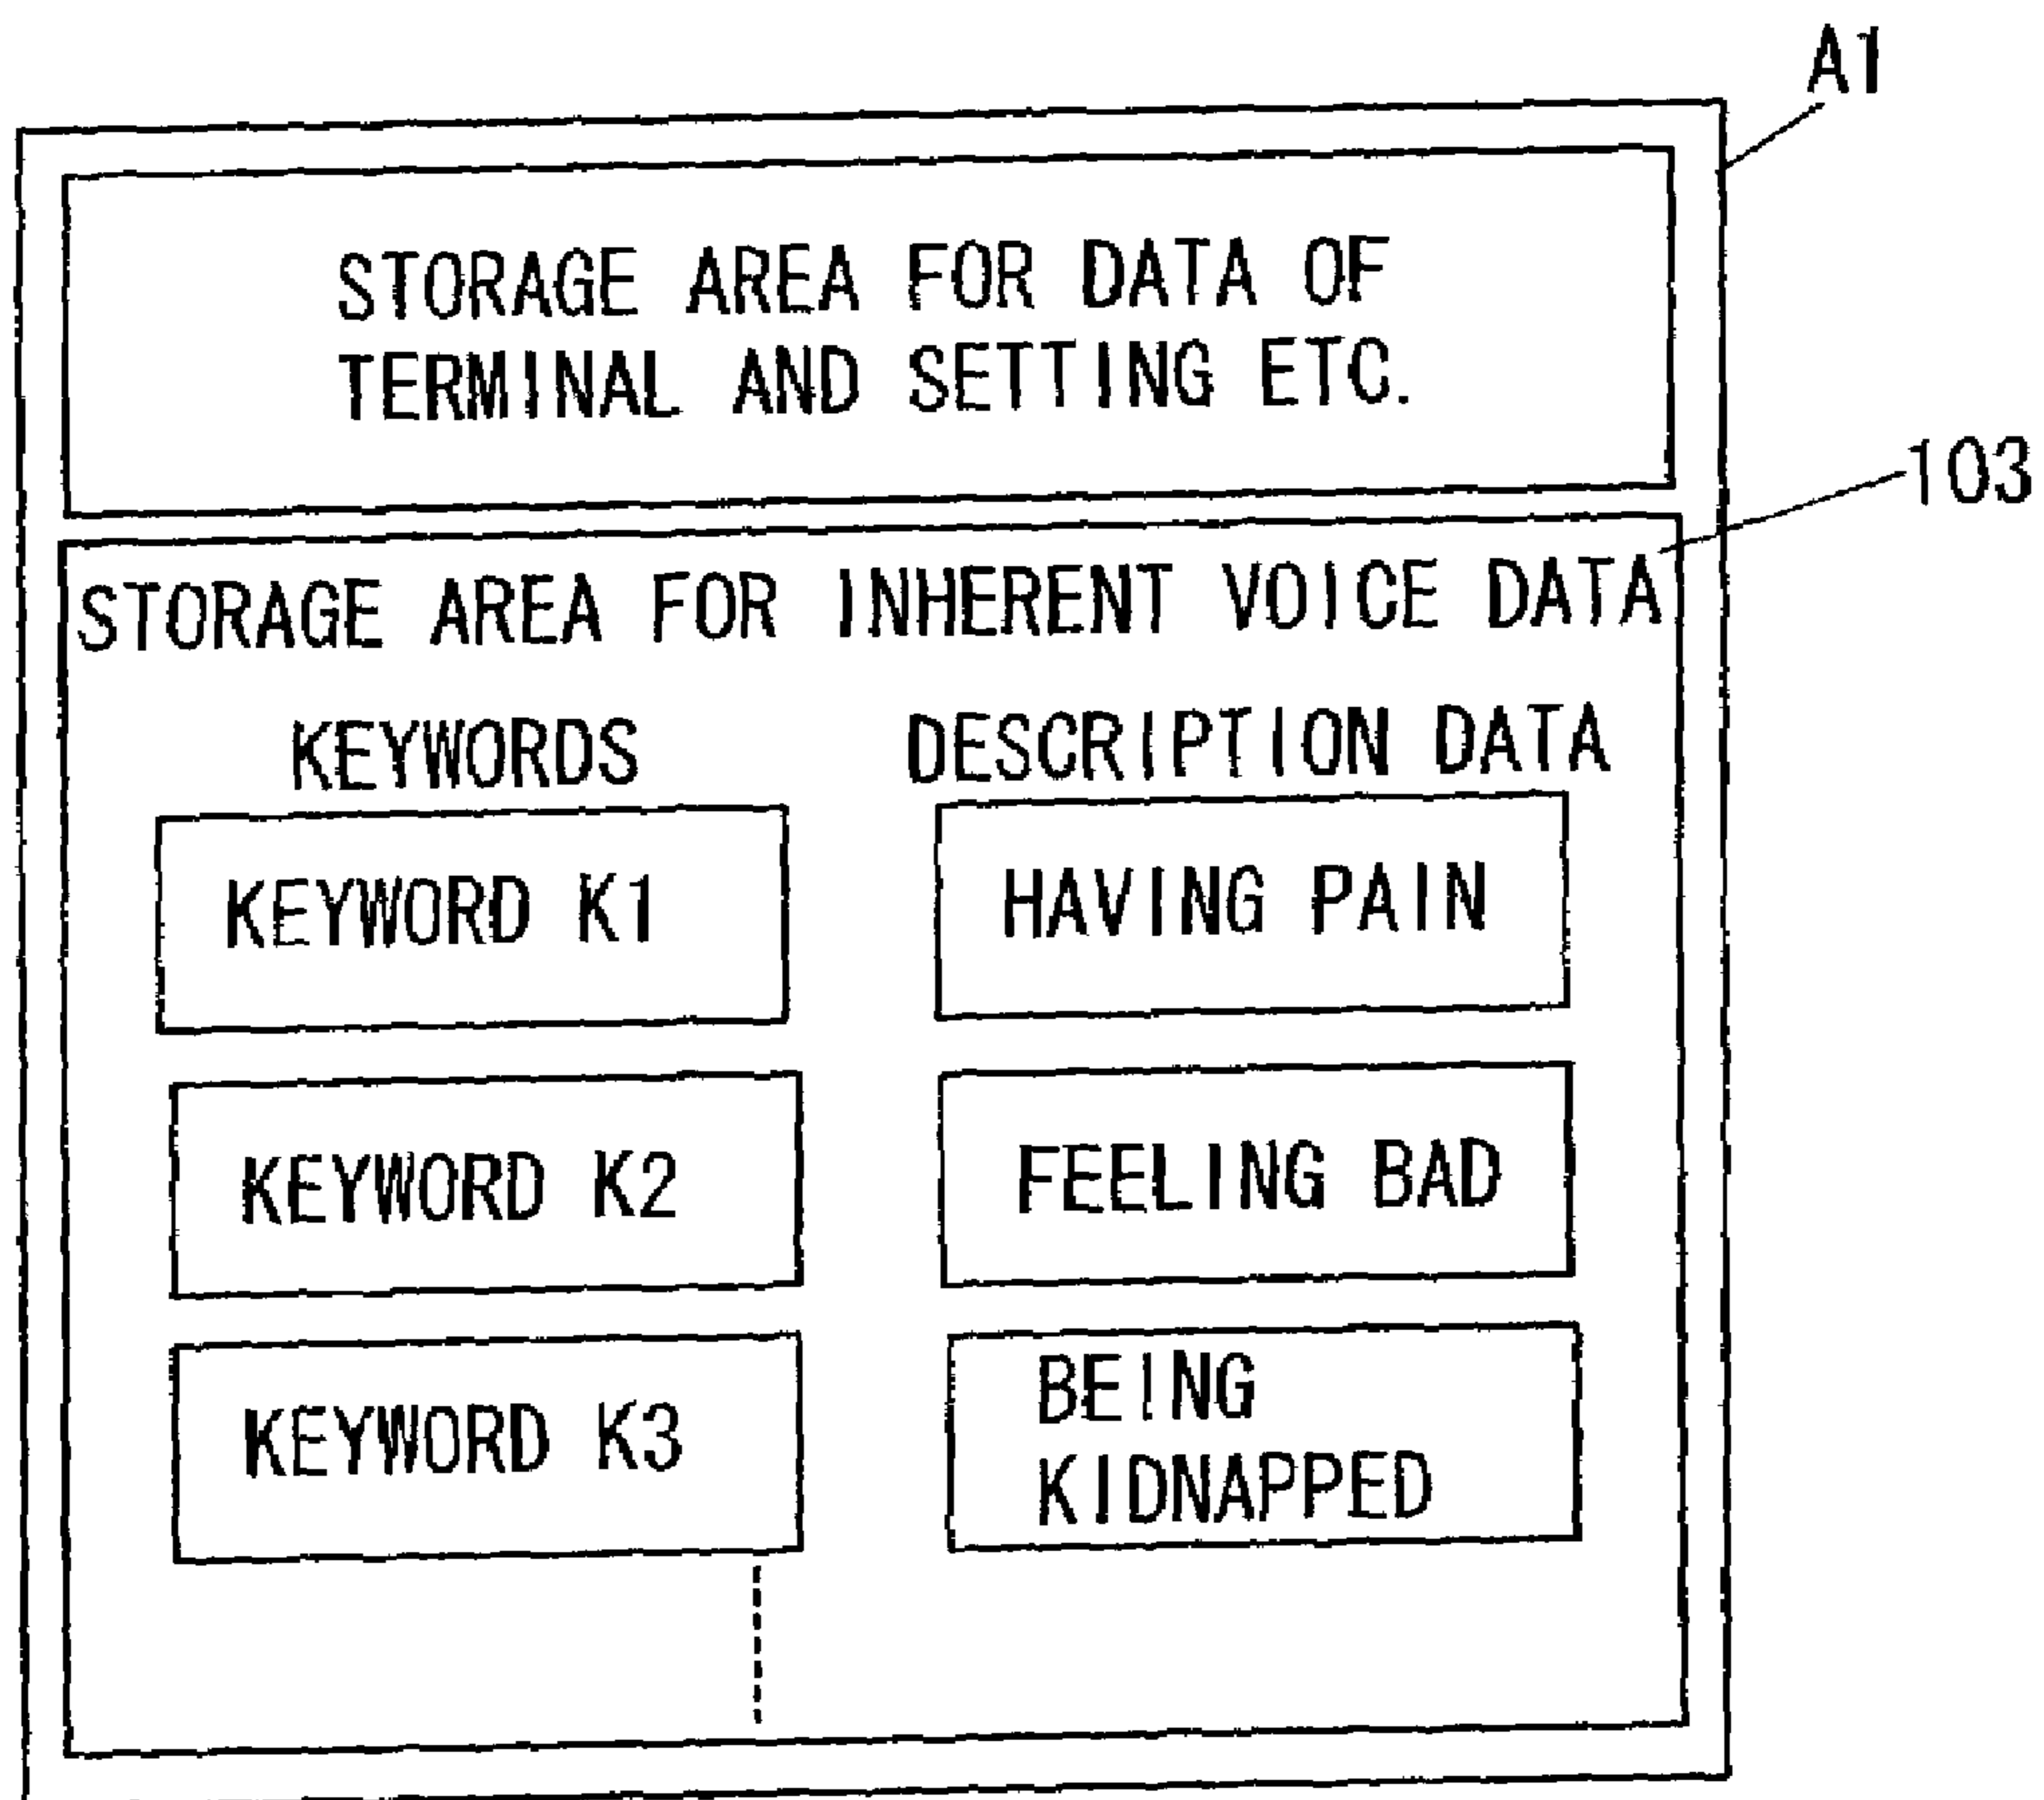 A1
STORAGE AREA FOR DATA OF
TERMINAL AND SETTING ETC.
103
STORAGE AREA FOR INHERENT VOICE DATA
KEYWORDS DESCRIPTION DATA
KEYWORD K1 HAVING PAIN
KEYWORD K2 FEELING BAD
KEYWORD K3 BEING
KIDNAPPED